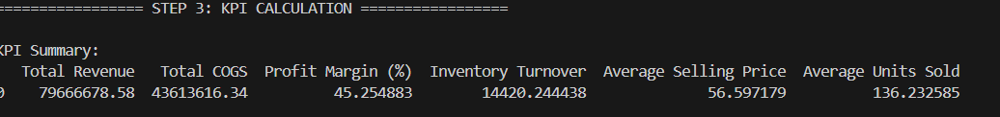 ================= STEP 3: KPI CALCULATION =================
KPI Summary:
Total Revenue Total COGS Profit Margin (%) Inventory Turnover Average Selling Price Average Units Sold
0 79666678.58 43613616.34 45.254883 14420.244438 56.597179 136.232585